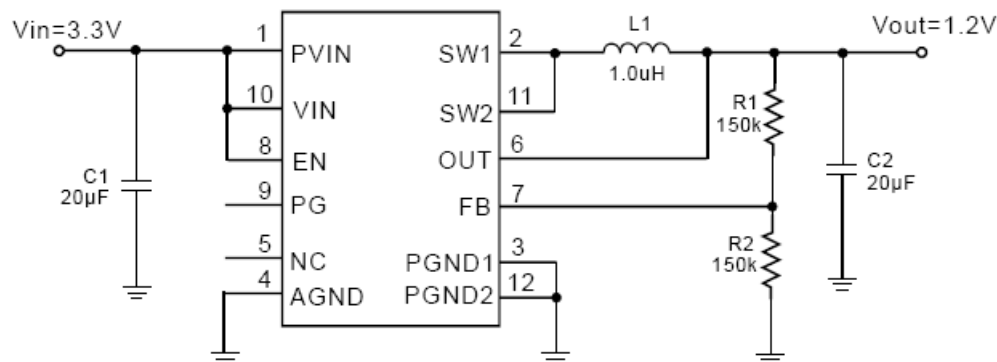 Vin=3.3V
1
PVIN
10
VIN
8
EN
9
PG
5
NC
4
AGND
C1
20µF
SW1
2
SW2
11
OUT
6
FB
7
PGND1
3
PGND2
12
L1
1.0uH
Vout=1.2V
R1
150k
R2
150k
C2
20µF